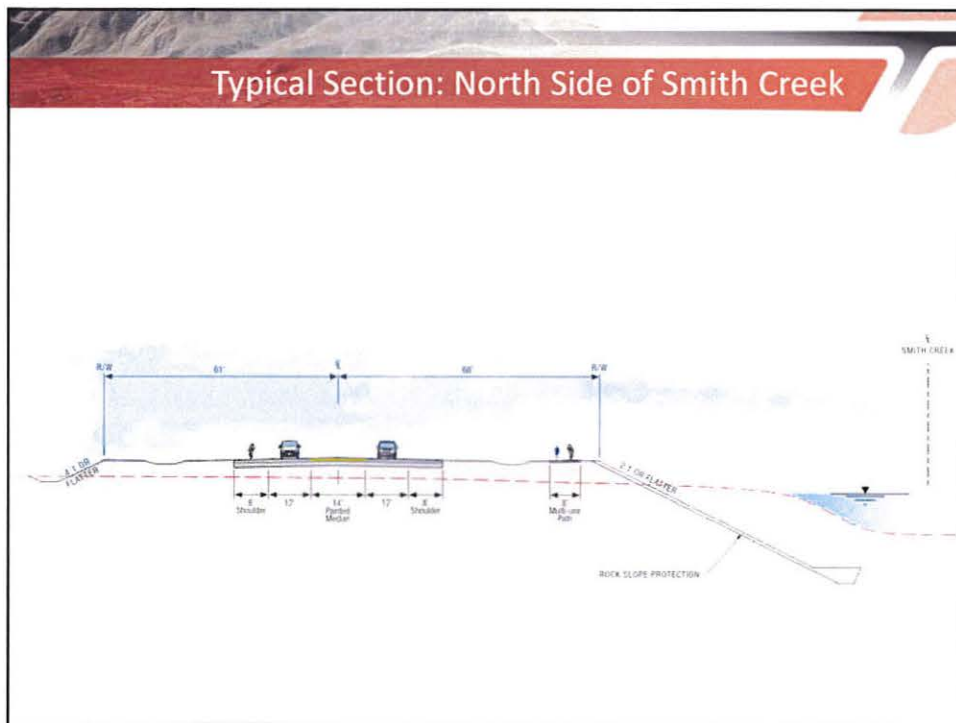 Typical Section: North Side of Smith Creek
℄
SMITH CREEK
R/W
℄
R/W
61'
68'
4:1 OR
FLATTER
2:1 OR FLATTER
8'
Shoulder
12'
14'
Painted
Median
12'
8'
Shoulder
8'
Multi-use
Path
ROCK SLOPE PROTECTION